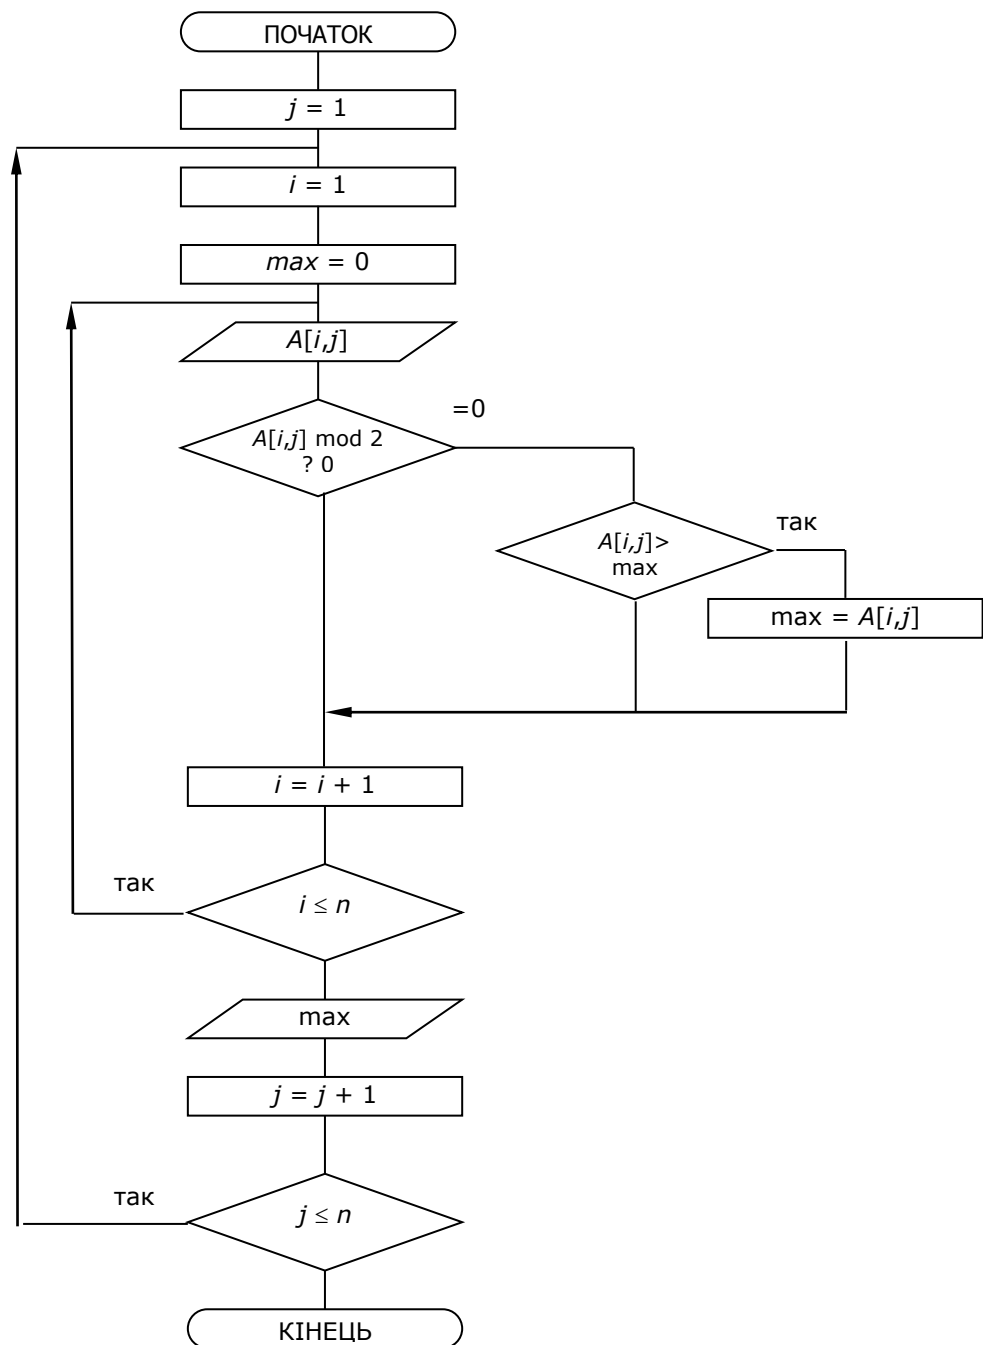 ПОЧАТОК
j = 1
i = 1
max = 0
A[i,j]
=0
A[i,j] mod 2
? 0
так
A[i,j]>
max
max = A[i,j]
i = i + 1
так
i ≤ n
max
j = j + 1
так
j ≤ n
КІНЕЦЬ